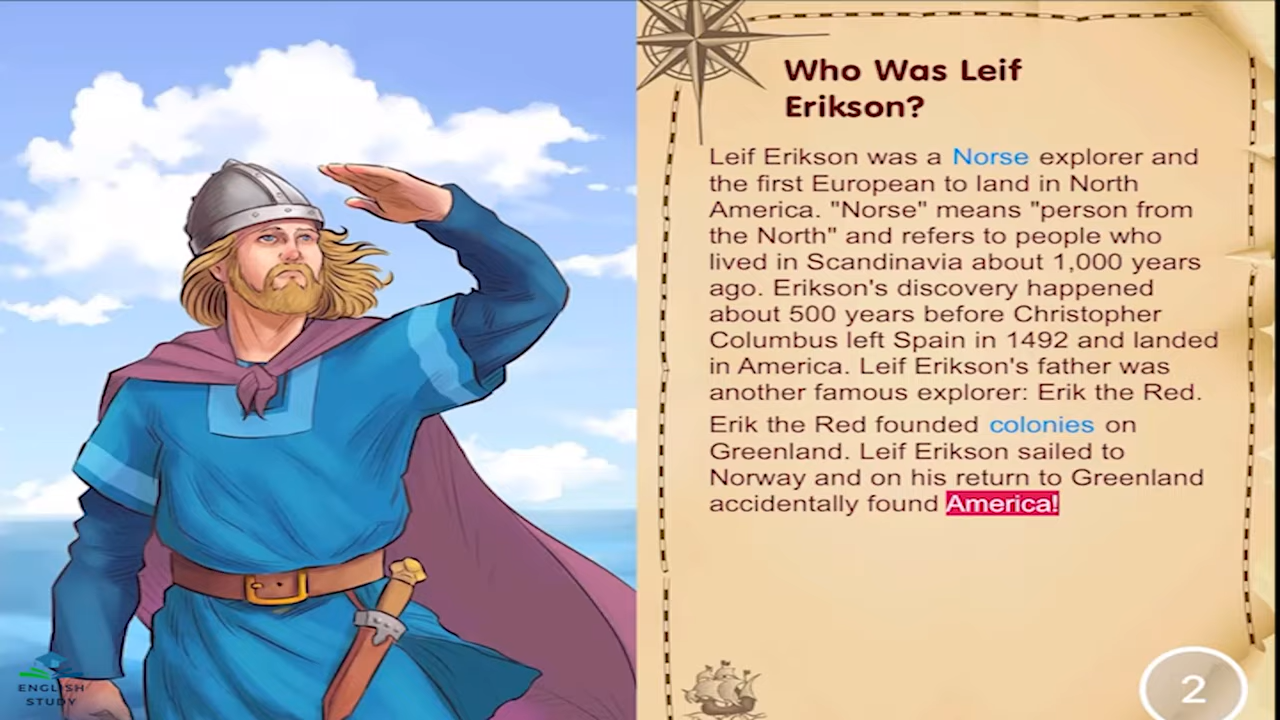 Who Was Leif
Erikson?
Leif Erikson was a Norse explorer and
the first European to land in North
America. "Norse" means "person from
the North" and refers to people who
lived in Scandinavia about 1,000 years
ago. Erikson's discovery happened
about 500 years before Christopher
Columbus left Spain in 1492 and landed
in America. Leif Erikson's father was
another famous explorer: Erik the Red.
Erik the Red founded colonies on
Greenland. Leif Erikson sailed to
Norway and on his return to Greenland
accidentally found America!
ENGLISH
STUDY
2